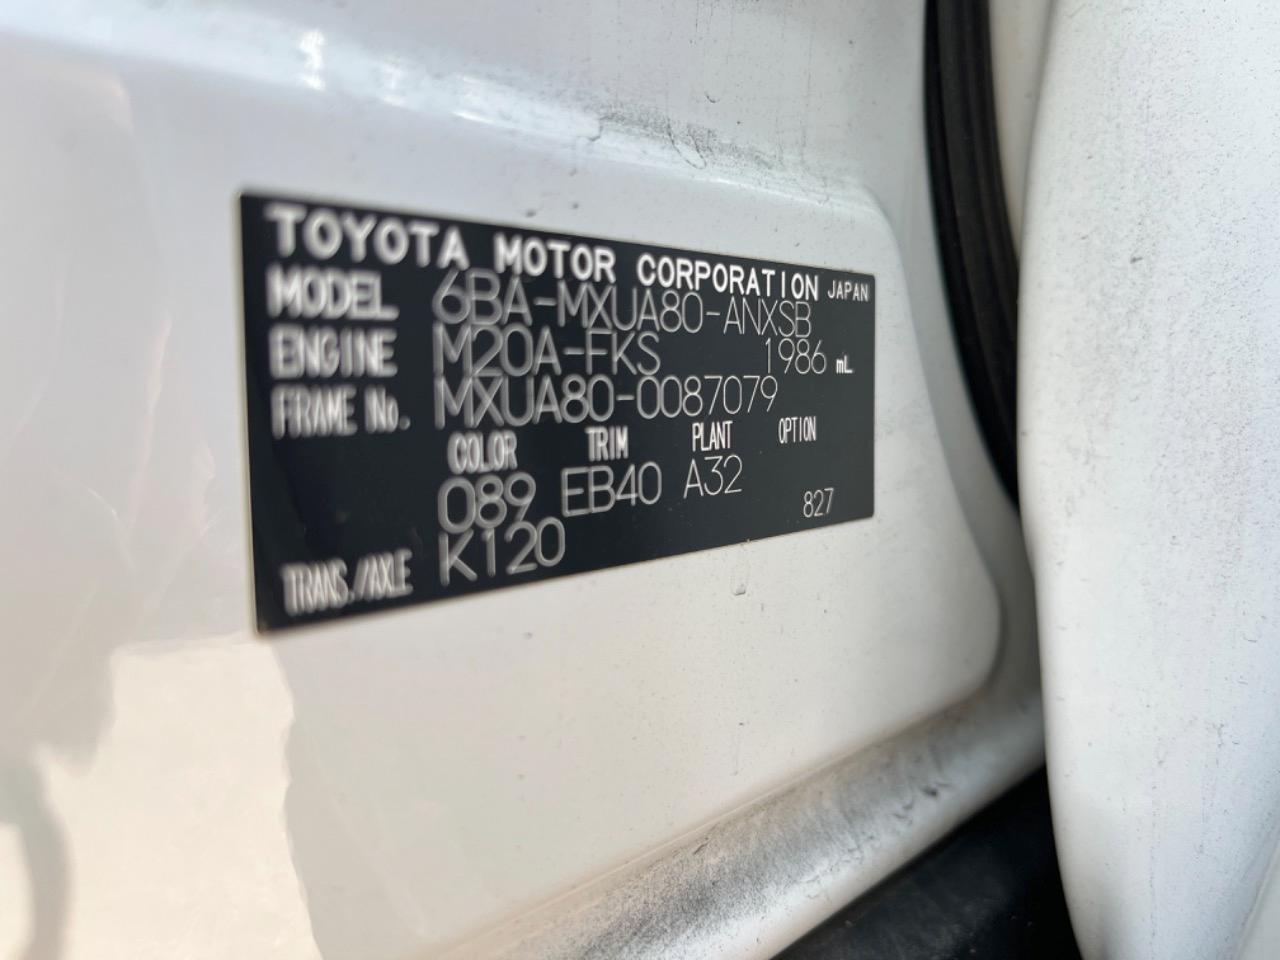 TOYOTA MOTOR CORPORATION JAPAN
MODEL 6BA-MXUA80-ANXSB
ENGINE M20A-FKS 1986 mL
FRAME No. MXUA80-0087079
COLOR TRIM PLANT OPTION
089 EB40 A32
827
TRANS./AXLE K120